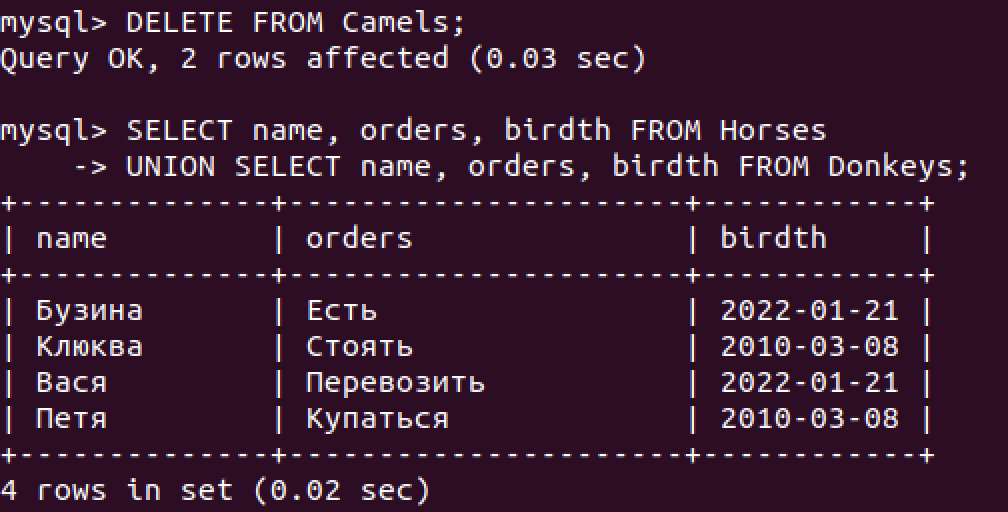 mysql> DELETE FROM Camels;
Query OK, 2 rows affected (0.03 sec)

mysql> SELECT name, orders, birdth FROM Horses
    -> UNION SELECT name, orders, birdth FROM Donkeys;
+--------------+----------------------+------------+
| name         | orders               | birdth     |
+--------------+----------------------+------------+
| Бузина       | Есть                 | 2022-01-21 |
| Клюква       | Стоять               | 2010-03-08 |
| Вася         | Перевозить           | 2022-01-21 |
| Петя         | Купаться             | 2010-03-08 |
+--------------+----------------------+------------+
4 rows in set (0.02 sec)